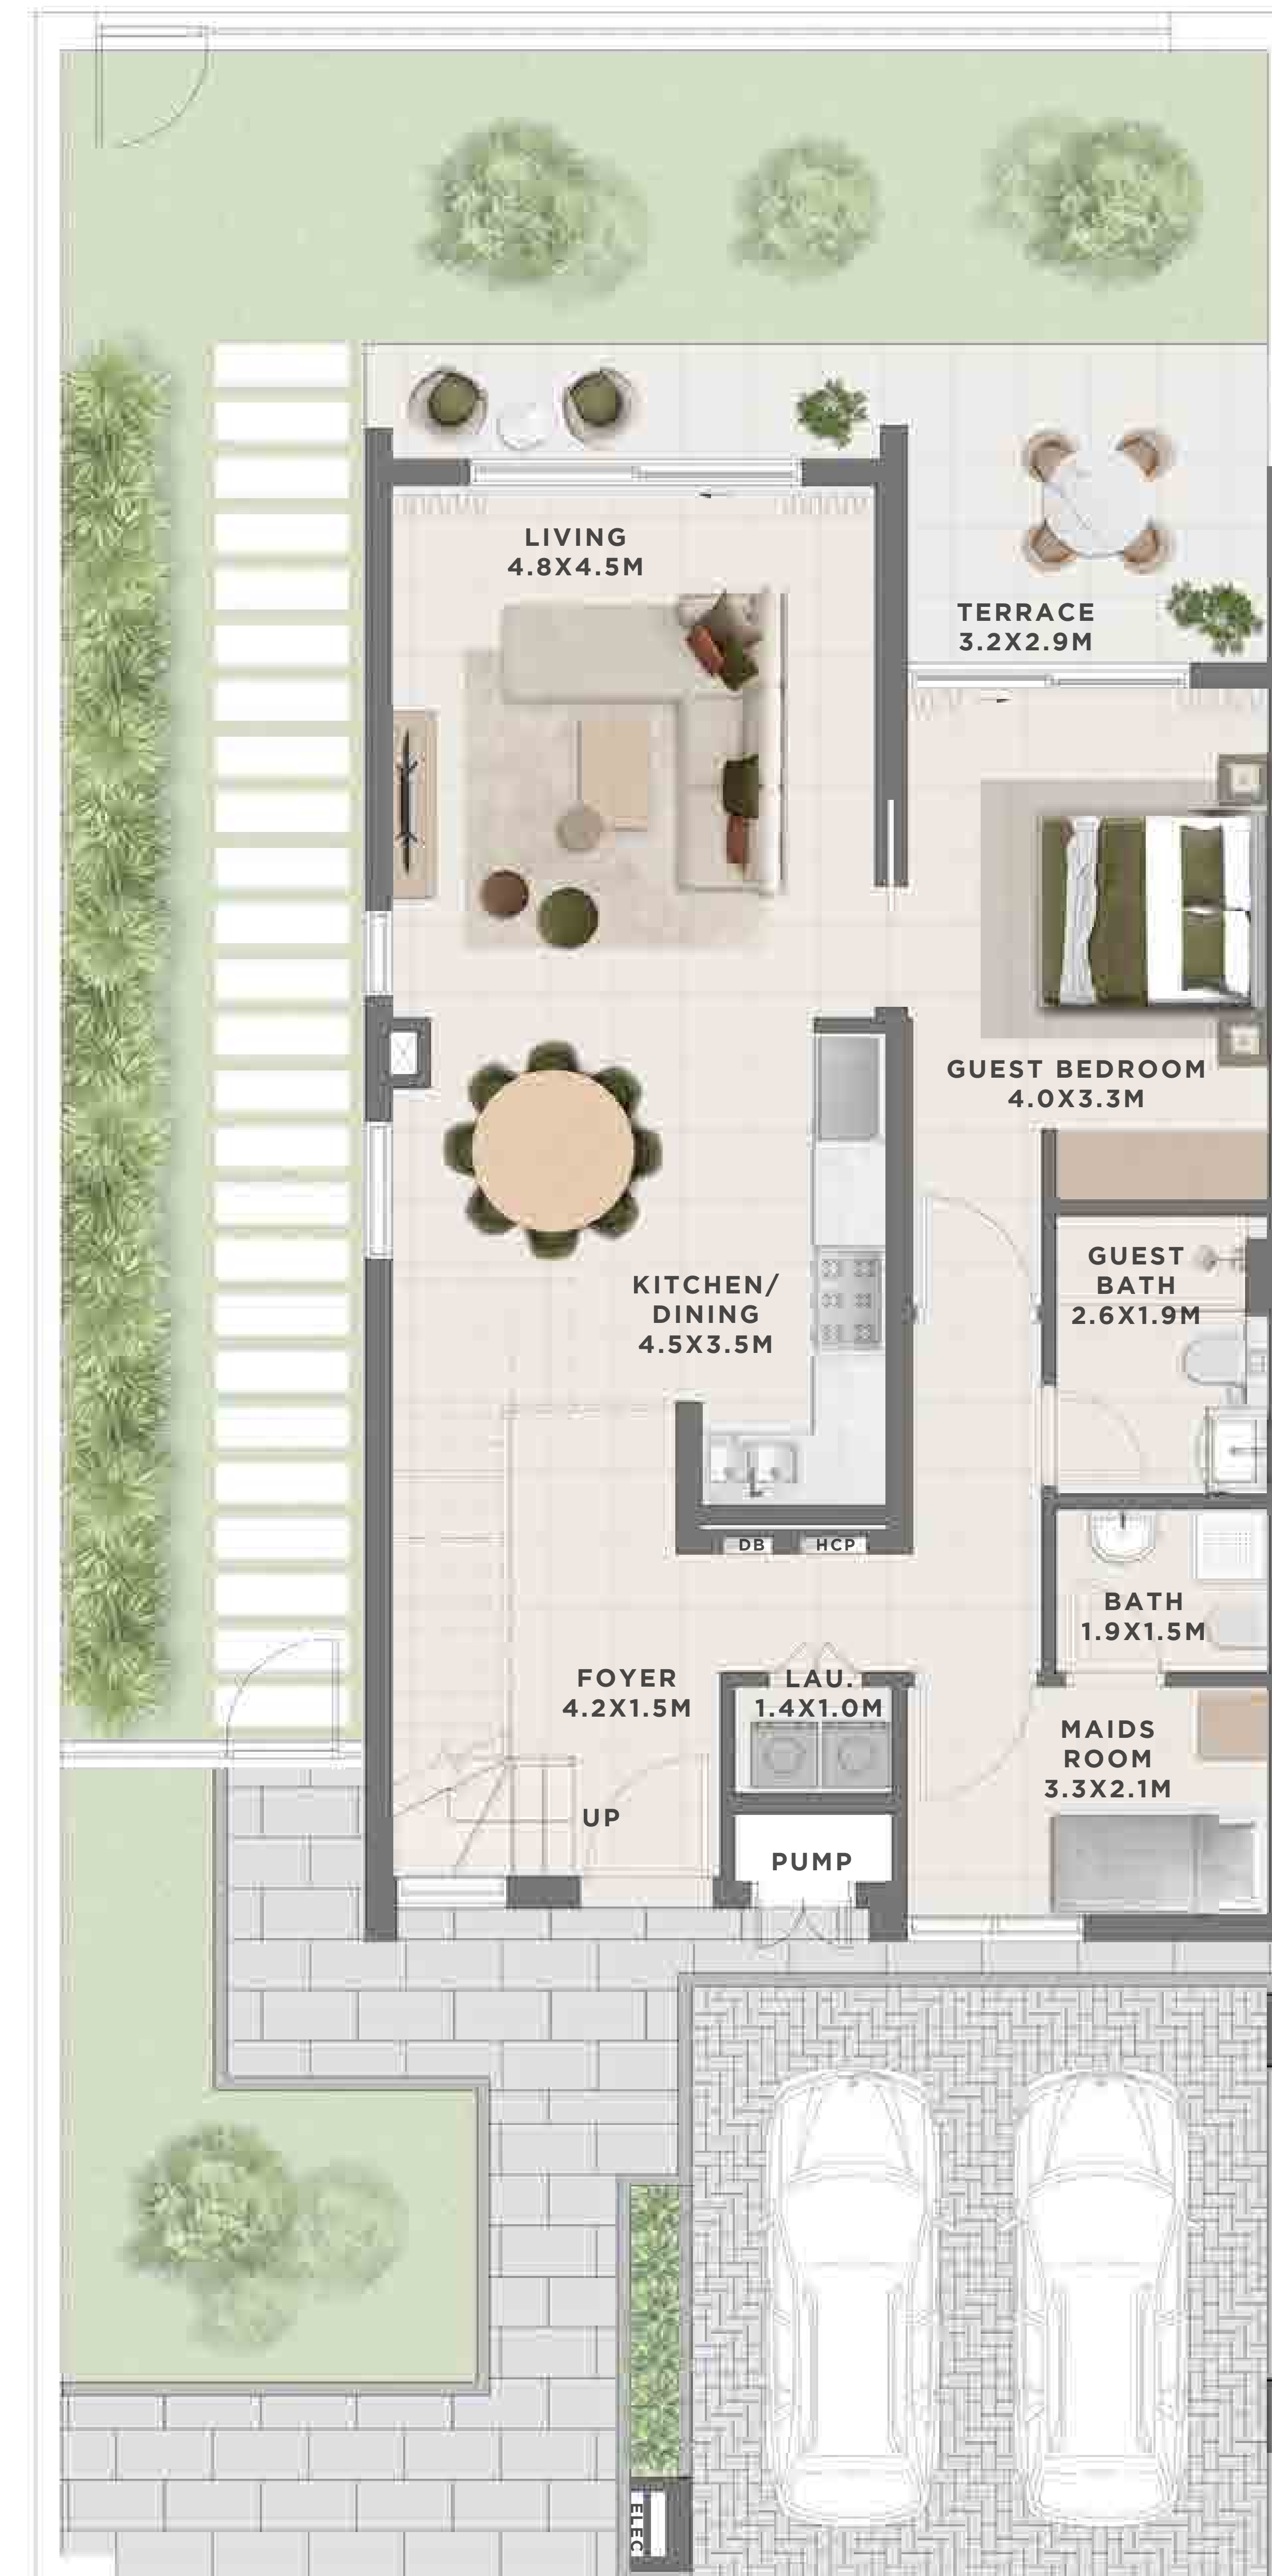 LIVING
4.8X4.5M
TERRACE
3.2X2.9M
GUEST BEDROOM
4.0X3.3M
GUEST
BATH
2.6X1.9M
KITCHEN/
DINING
4.5X3.5M
DB
HCP
BATH
1.9X1.5M
FOYER
4.2X1.5M
LAU.
1.4X1.0M
MAIDS
ROOM
3.3X2.1M
UP
PUMP
ELEC